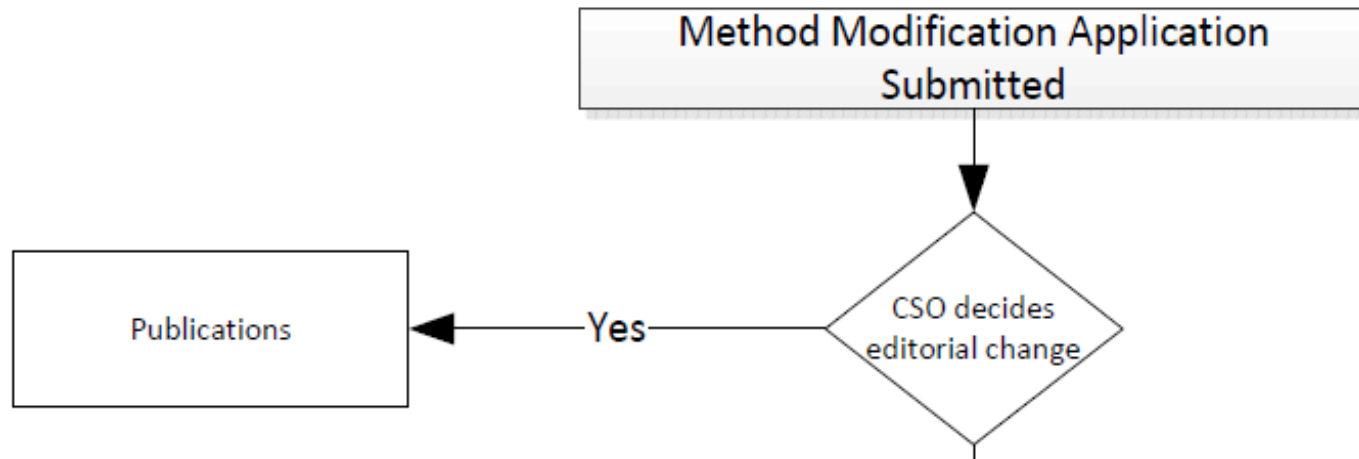 Method Modification Application
Submitted
CSO decides
editorial change
Yes
Publications